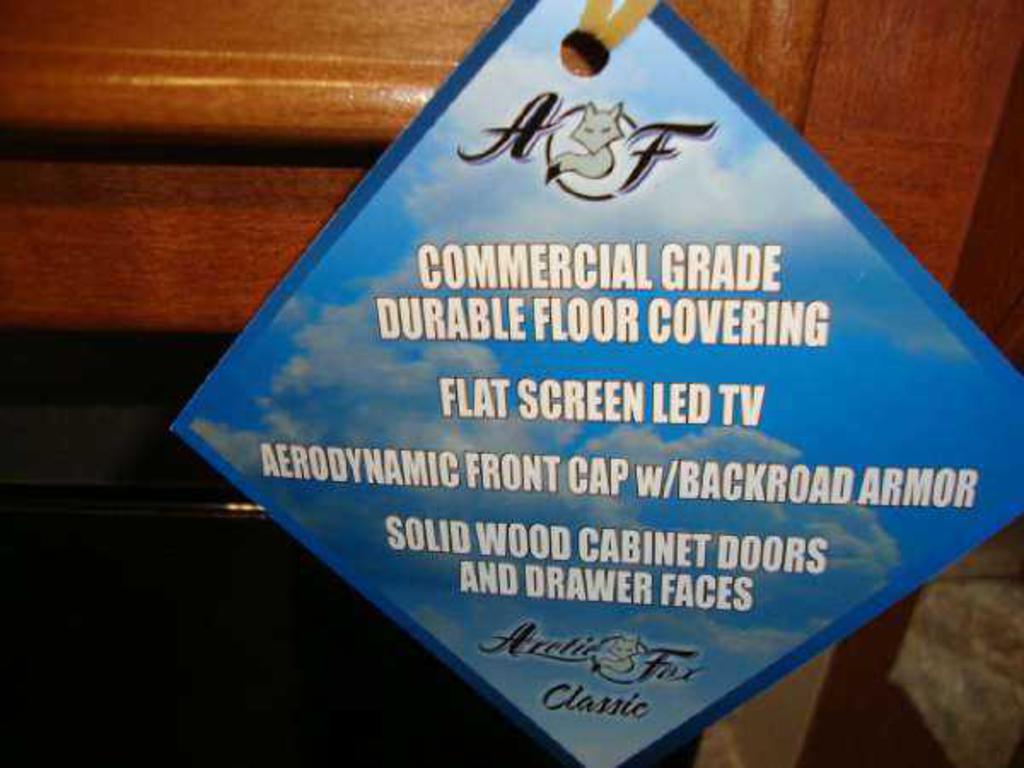 A F
COMMERCIAL GRADE
DURABLE FLOOR COVERING
FLAT SCREEN LED TV
AERODYNAMIC FRONT CAP w/BACKROAD ARMOR
SOLID WOOD CABINET DOORS
AND DRAWER FACES
Arctic Fox
Classic